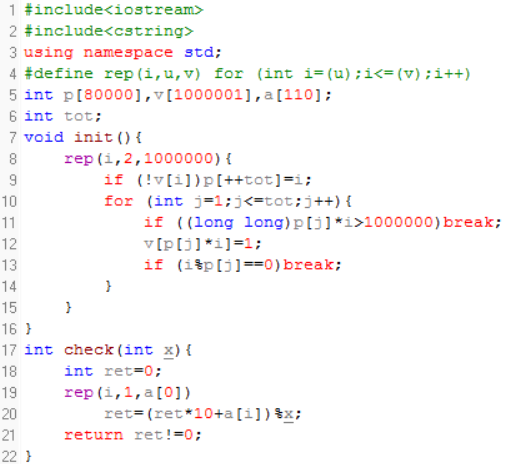 1 #include<iostream>
2 #include<cstring>
3 using namespace std;
4 #define rep(i,u,v) for (int i=(u);i<=(v);i++)
5 int p[80000],v[1000001],a[110];
6 int tot;
7 void init(){
8 rep(i,2,1000000){
9 if (!v[i])p[++tot]=i;
10 for (int j=1;j<=tot;j++){
11 if ((long long)p[j]*i>1000000)break;
12 v[p[j]*i]=1;
13 if (i%p[j]==0)break;
14 }
15 }
16 }
17 int check(int x){
18 int ret=0;
19 rep(i,1,a[0])
20 ret=(ret*10+a[i])%x;
21 return ret!=0;
22 }